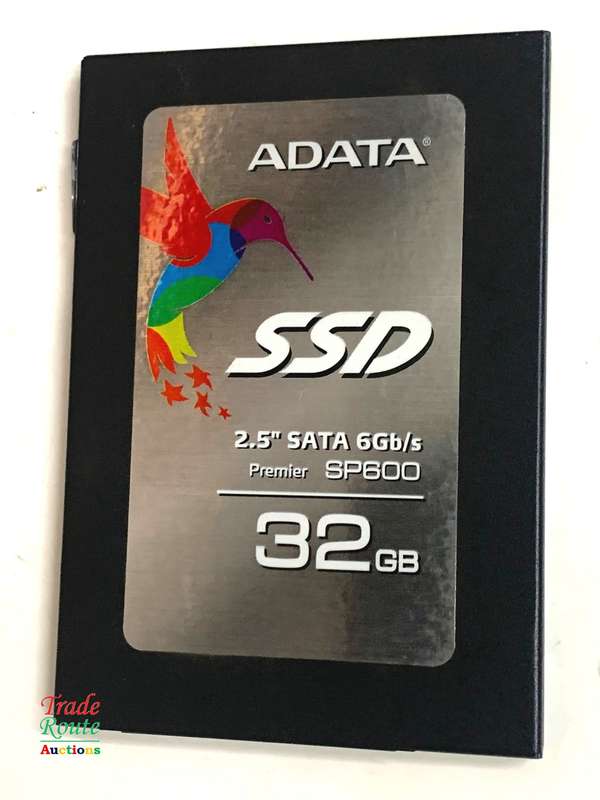 ADATA®
SSD
2.5" SATA 6Gb/s
Premier SP600
32GB
Trade
Route
Auctions